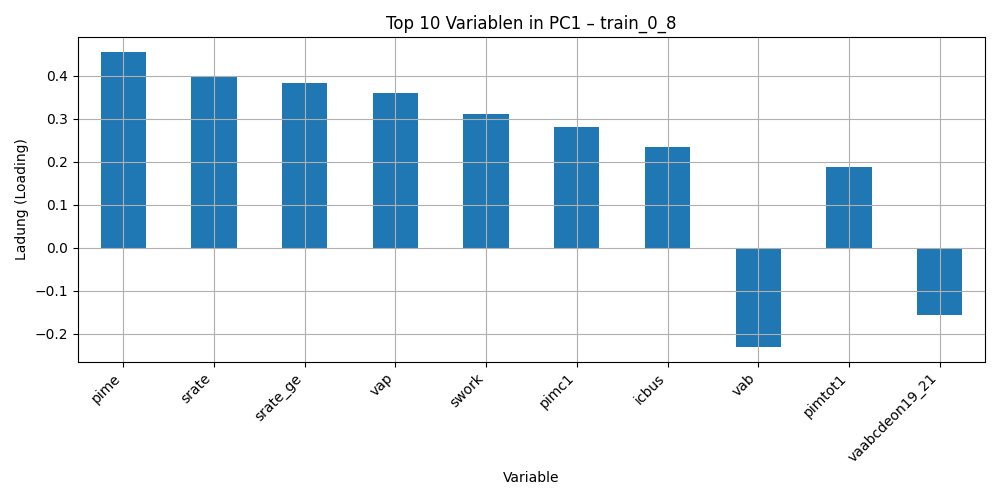 Top 10 Variablen in PC1 – train_0_8
Ladung (Loading)
0.4
0.3
0.2
0.1
0.0
−0.1
−0.2
pime
srate
srate_ge
vap
swork
pimc1
icbus
vab
pimtot1
vaabcdeon19_21
Variable